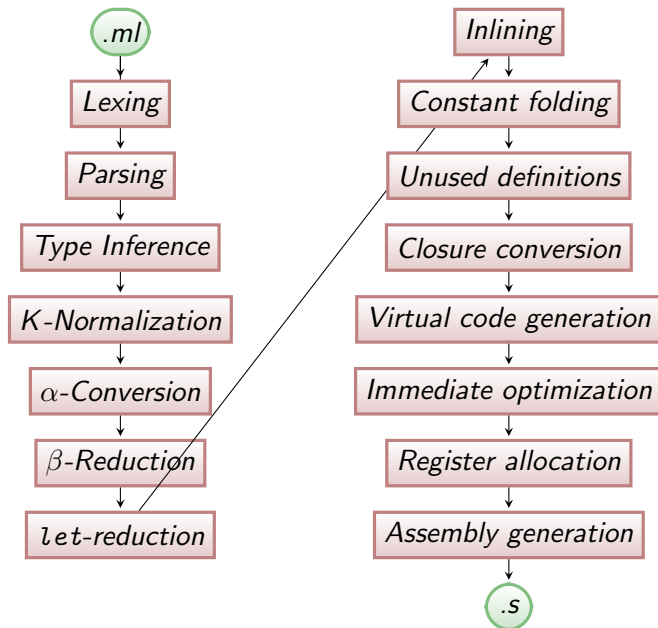 .ml
Lexing
Parsing
Type Inference
K-Normalization
α-Conversion
β-Reduction
let-reduction
Inlining
Constant folding
Unused definitions
Closure conversion
Virtual code generation
Immediate optimization
Register allocation
Assembly generation
.s